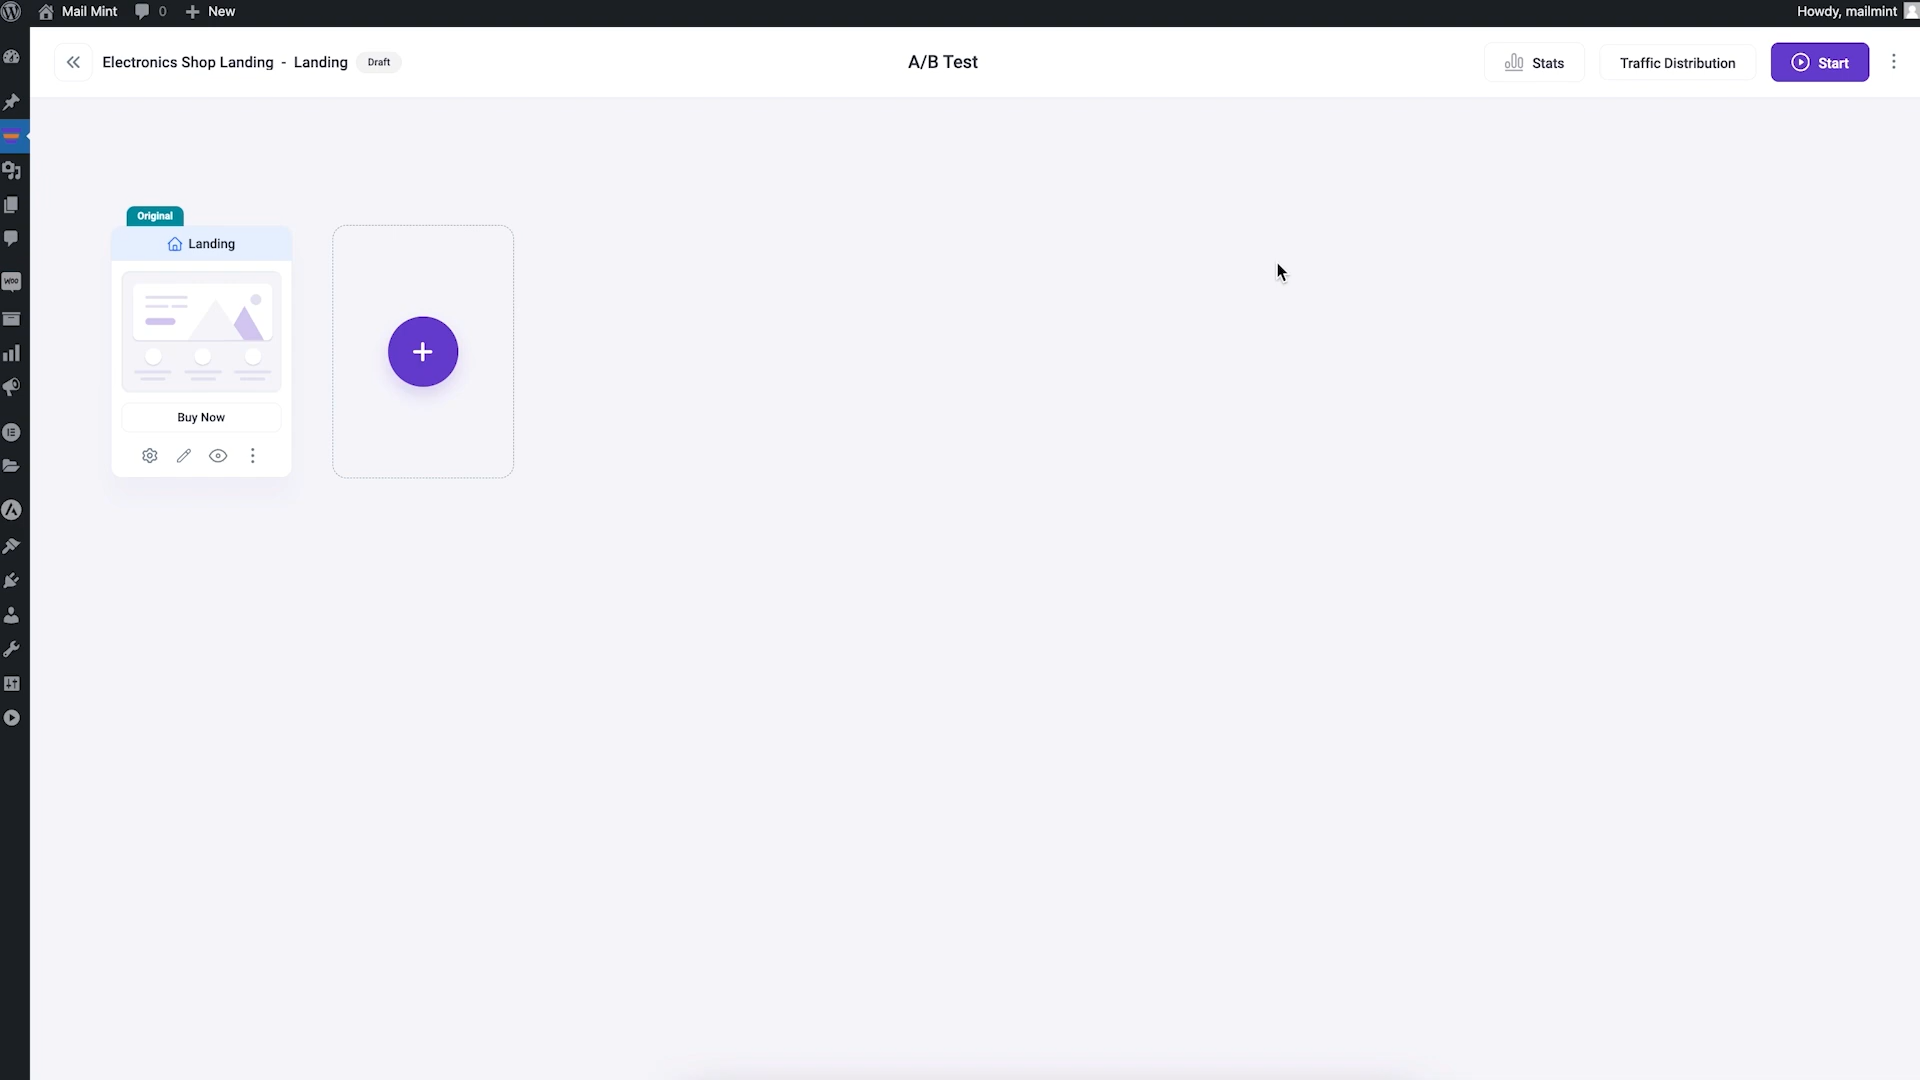 Mail Mint 0 New Howdy, mailmint
Electronics Shop Landing - Landing Draft A/B Test Stats Traffic Distribution Start
Original
Landing
Buy Now
WOO